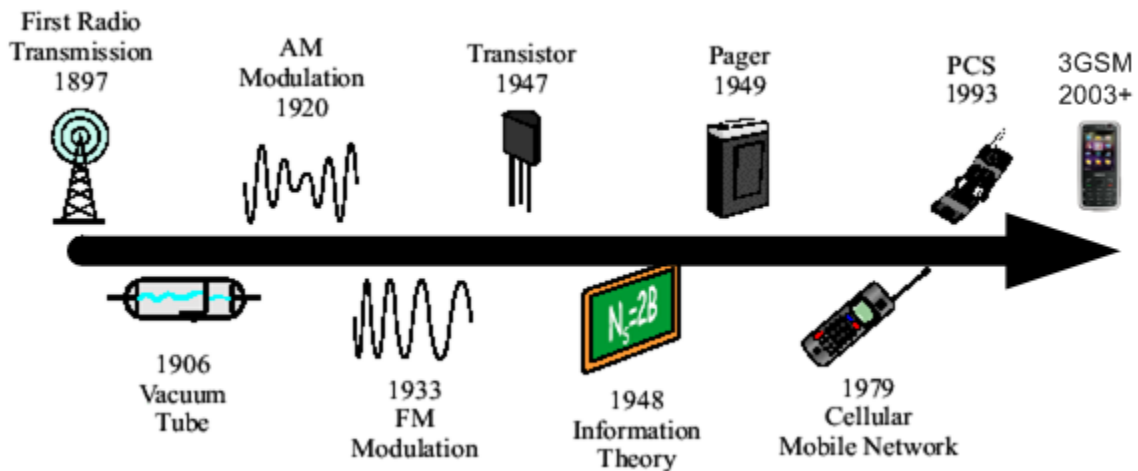 First Radio
Transmission
1897
AM
Modulation
1920
Transistor
1947
Pager
1949
PCS
1993
3GSM
2003+
1906
Vacuum
Tube
1933
FM
Modulation
Ns=2B
1948
Information
Theory
1979
Cellular
Mobile Network